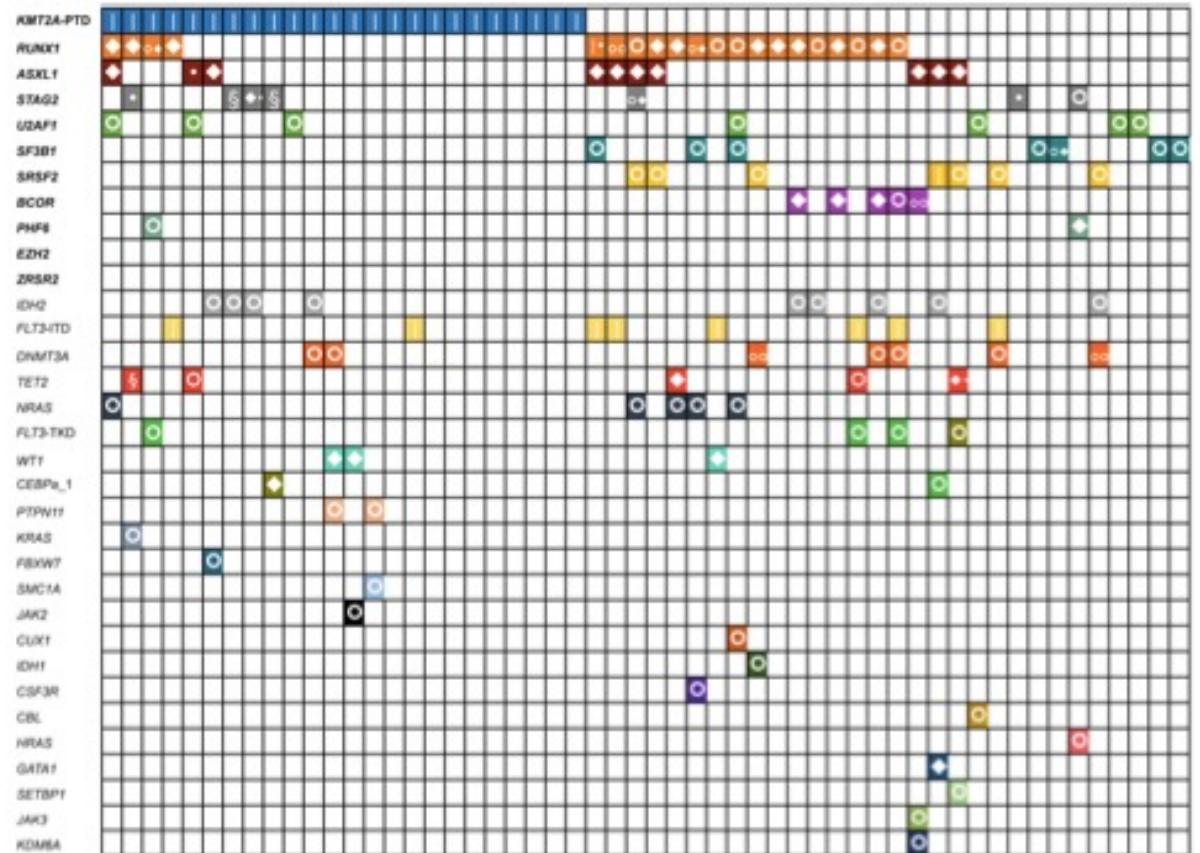 KMT2A-PTD
RUNX1
ASXL1
STAG2
U2AF1
SF3B1
SRSF2
BCOR
PHF6
EZH2
ZRSR2
IDH2
FLT3-ITD
DNMT3A
TET2
NRAS
FLT3-TKD
WT1
CEBPa_1
PTPN11
KRAS
FBXW7
SMC1A
JAK2
CUX1
IDH1
CSF3R
CBL
HRAS
GATA1
SETBP1
JAK3
KDM6A